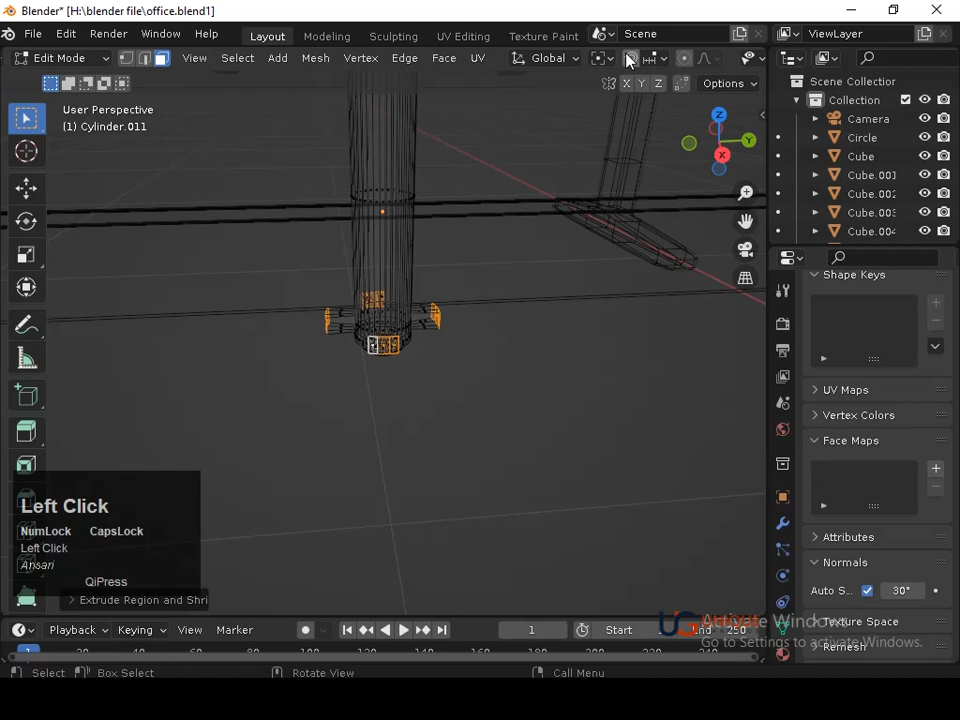 Blender* [H:\blender file\office.blend1]
File Edit Render Window Help
Layout Modeling Sculpting UV Editing Texture Paint
Scene
ViewLayer
Edit Mode
View Select Add Mesh Vertex Edge Face UV
Global
X Y Z
Options
User Perspective
(1) Cylinder.011
Z
Y
X
Scene Collection
Collection
Camera
Circle
Cube
Cube.001
Cube.002
Cube.003
Cube.004
Shape Keys
UV Maps
Vertex Colors
Face Maps
Attributes
Normals
Auto S... 30°
Texture Space
Remesh
Left Click
NumLock CapsLock
Left Click
Ansari
QiPress
Extrude Region and Shri
Activate Windows
Go to Settings to activate Windows.
Playback Keying View Marker
1
Start
End 250
Select Box Select Rotate View Call Menu